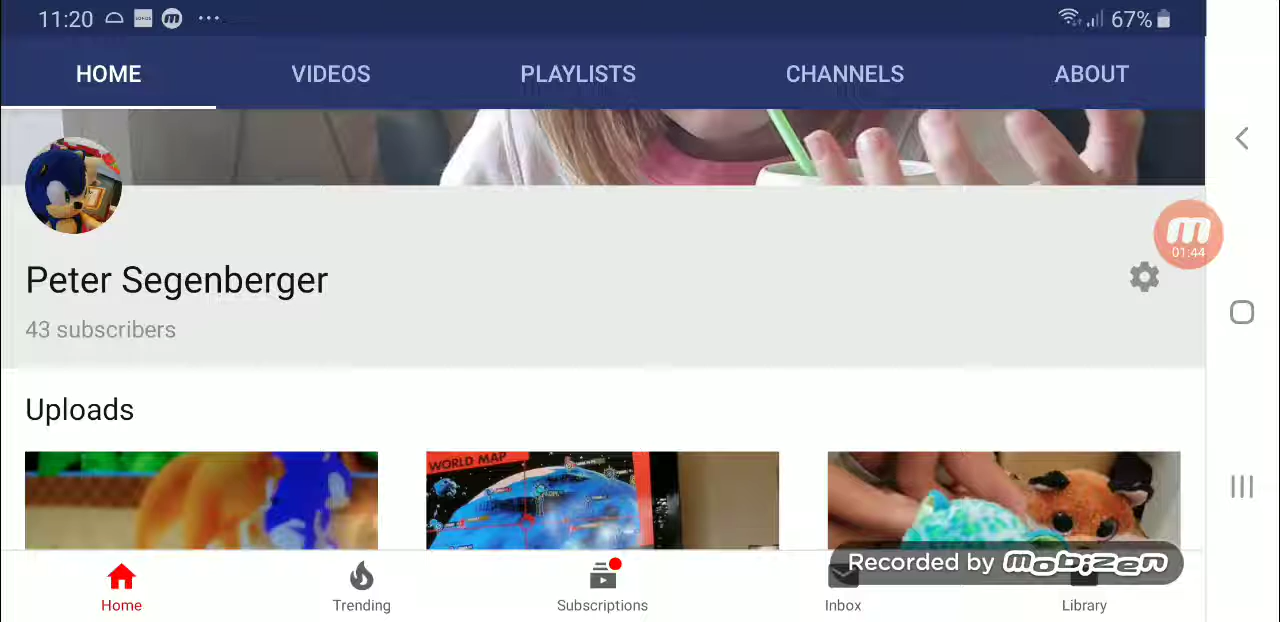 11:20
67%
HOME VIDEOS PLAYLISTS CHANNELS ABOUT
m
01:44
Peter Segenberger
43 subscribers
Uploads
WORLD MAP
Recorded by mobizen
Home Trending Subscriptions Inbox Library